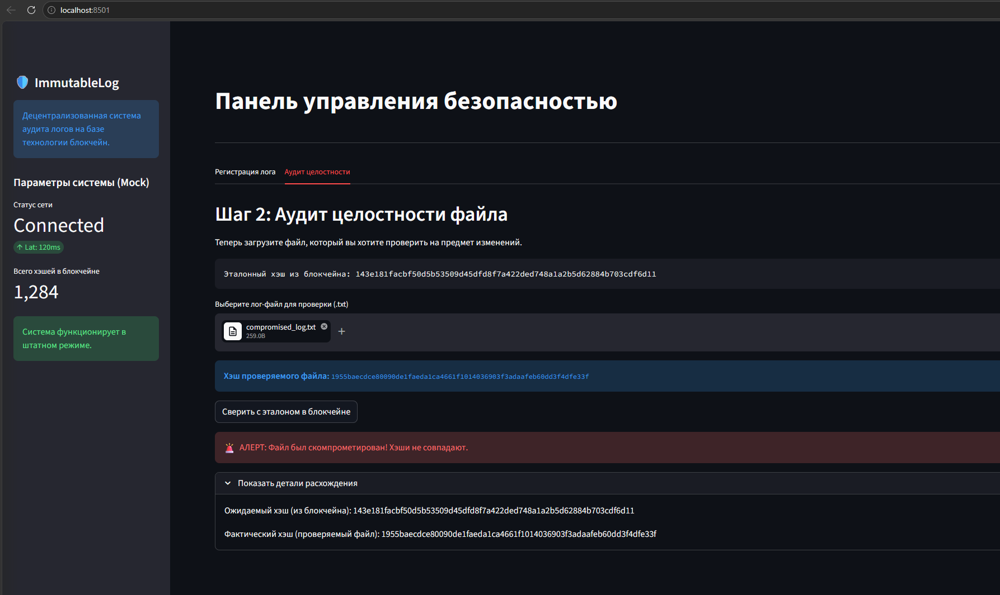 localhost:8501
ImmutableLog
Децентрализованная система
аудита логов на базе
технологии блокчейн.
Параметры системы (Mock)
Статус сети
Connected
↑ Lat: 120ms
Всего хэшей в блокчейне
1,284
Система функционирует в
штатном режиме.
Панель управления безопасностью
Регистрация лога Аудит целостности
Шаг 2: Аудит целостности файла
Теперь загрузите файл, который вы хотите проверить на предмет изменений.
Эталонный хэш из блокчейна: 143e181facbf50d5b53509d45dfd8f7a422ded748a1a2b5d62884b703cdf6d11
Выберите лог-файл для проверки (.txt)
compromised_log.txt
259.0B
Хэш проверяемого файла: 1955baecdce80090de1faeda1ca4661f1014036903f3adaafeb60dd3f4dfe33f
Сверить с эталоном в блокчейне
АЛЕРТ: Файл был скомпрометирован! Хэши не совпадают.
Показать детали расхождения
Ожидаемый хэш (из блокчейна): 143e181facbf50d5b53509d45dfd8f7a422ded748a1a2b5d62884b703cdf6d11
Фактический хэш (проверяемый файл): 1955baecdce80090de1faeda1ca4661f1014036903f3adaafeb60dd3f4dfe33f